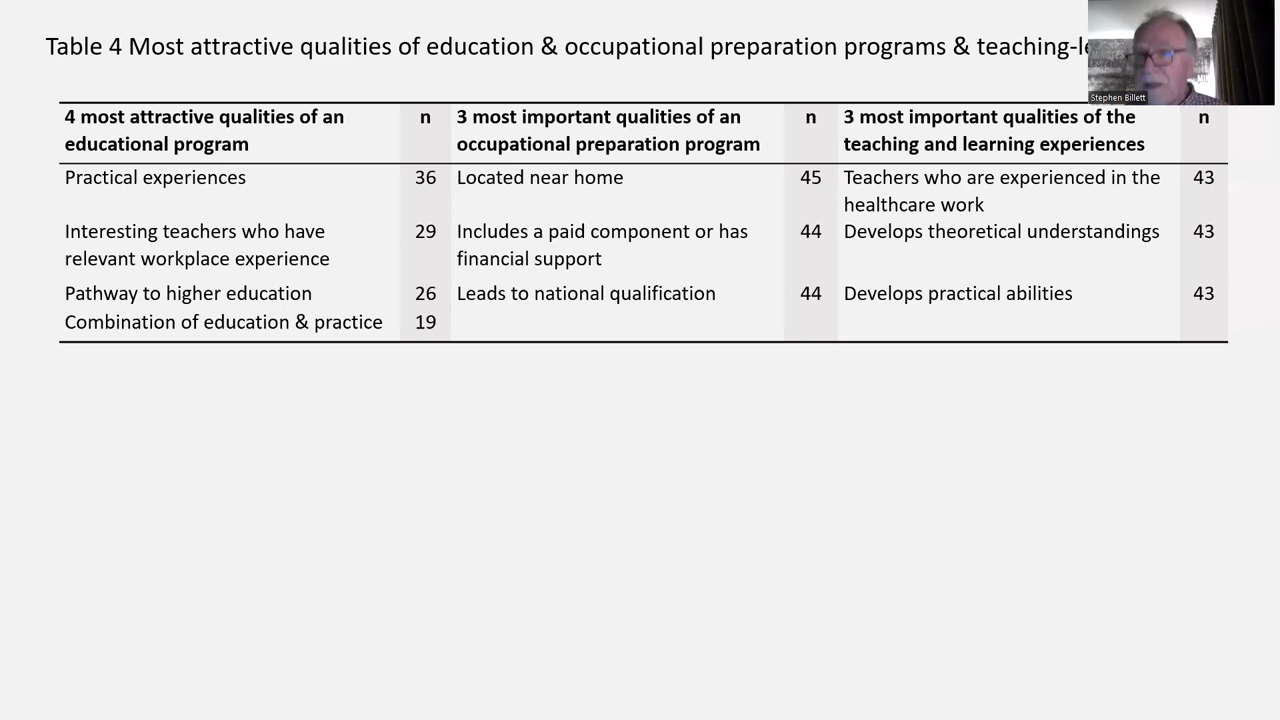 Table 4 Most attractive qualities of education & occupational preparation programs & teaching-
Stephen Billett
4 most attractive qualities of an educational program n 3 most important qualities of an occupational preparation program n 3 most important qualities of the teaching and learning experiences n
Practical experiences 36 Located near home 45 Teachers who are experienced in the healthcare work 43
Interesting teachers who have relevant workplace experience 29 Includes a paid component or has financial support 44 Develops theoretical understandings 43
Pathway to higher education 26 Leads to national qualification 44 Develops practical abilities 43
Combination of education & practice 19